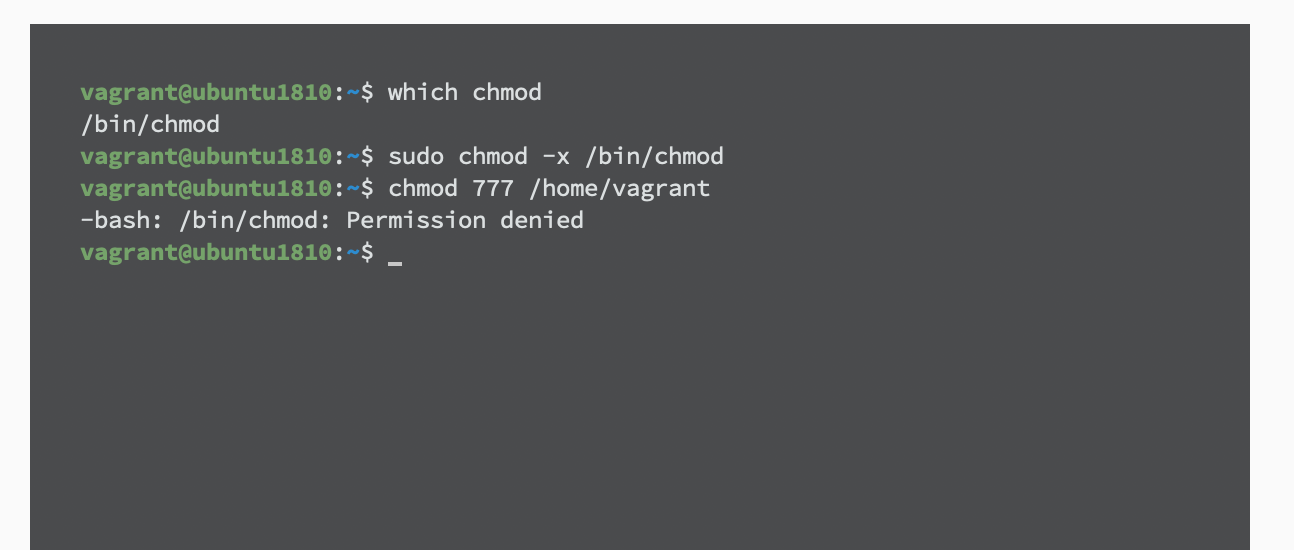 vagrant@ubuntu1810:~$ which chmod
/bin/chmod
vagrant@ubuntu1810:~$ sudo chmod -x /bin/chmod
vagrant@ubuntu1810:~$ chmod 777 /home/vagrant
-bash: /bin/chmod: Permission denied
vagrant@ubuntu1810:~$ _